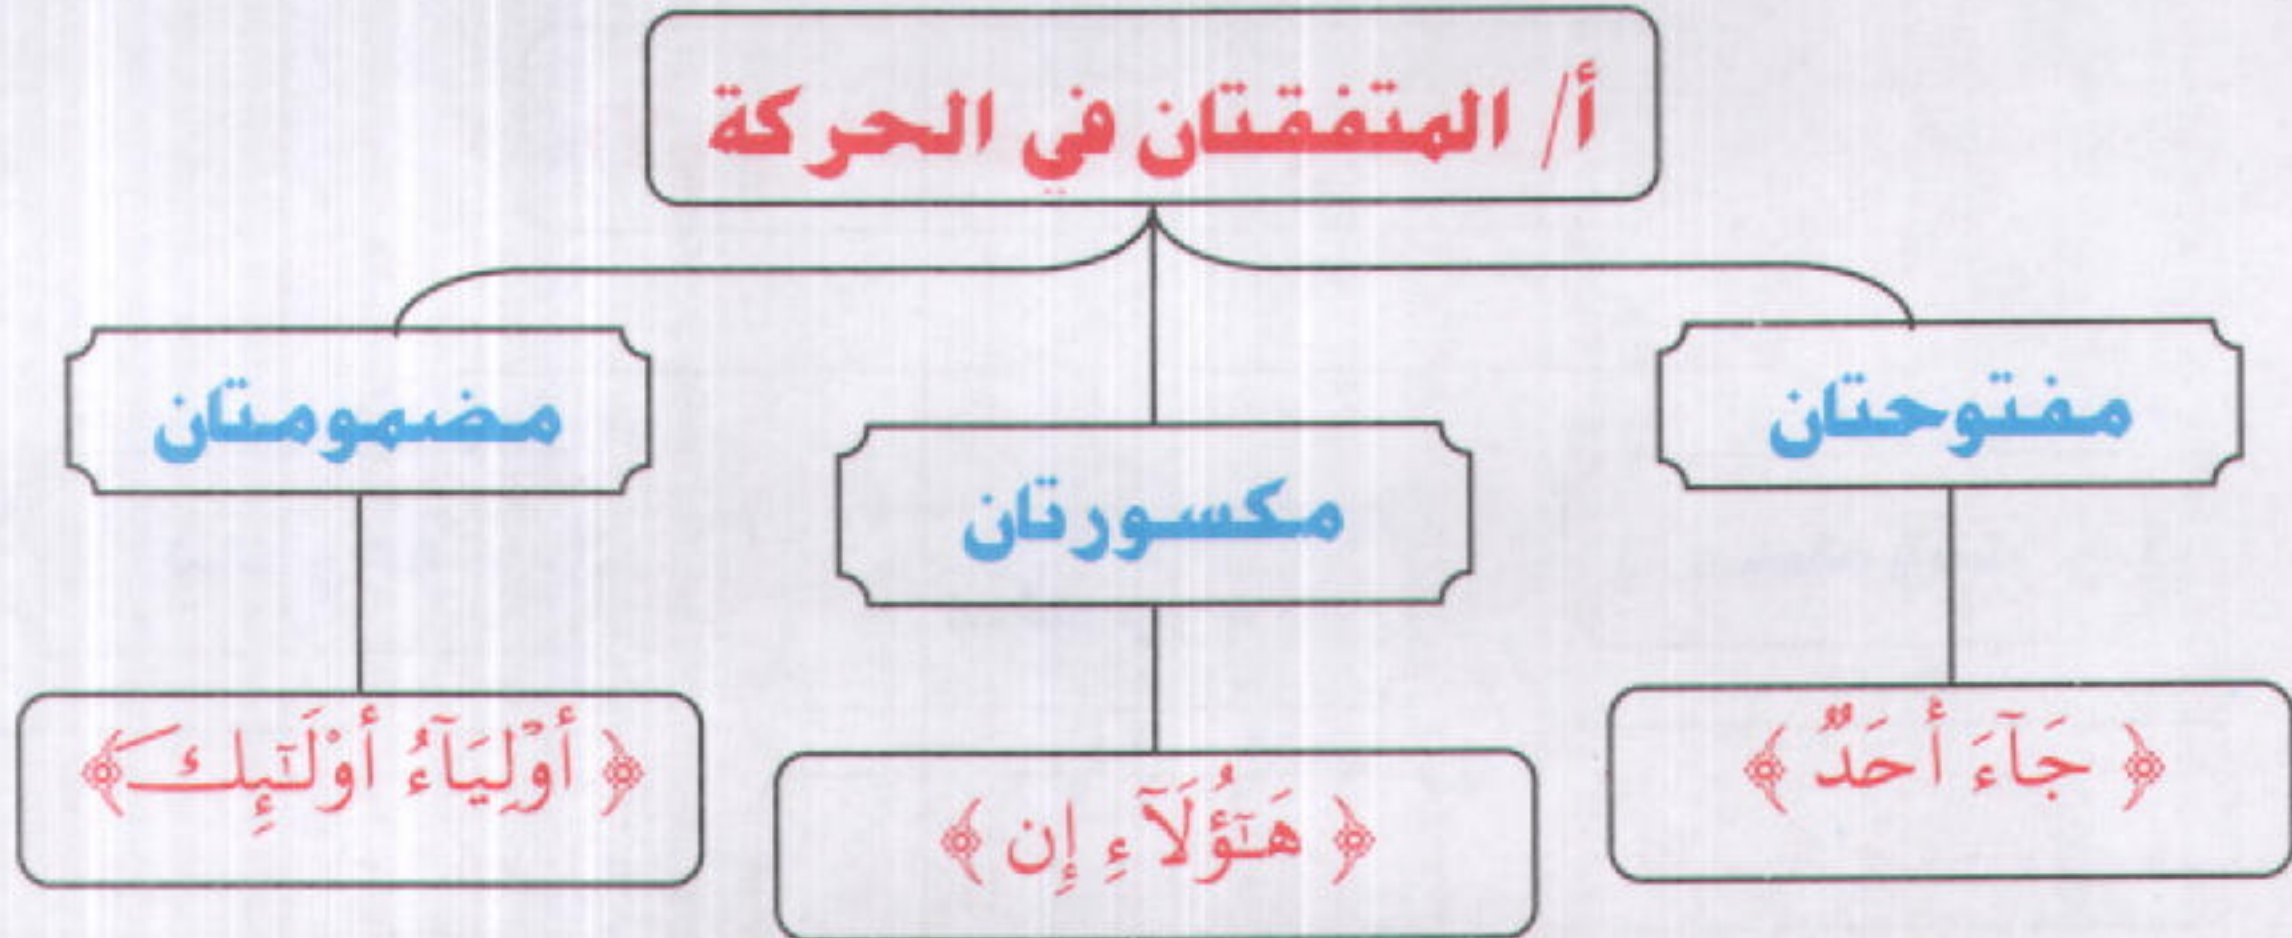 أ/ المتفقتان في الحركة
مفتوحتان
مكسورتان
مضمومتان
﴿ جَآءَ أَحَدٌ ﴾
﴿ هَـٰٓؤُلَآءِ إِن ﴾
﴿ أَوْلِيَآءُ أُوْلَـٰٓئِكَ ﴾